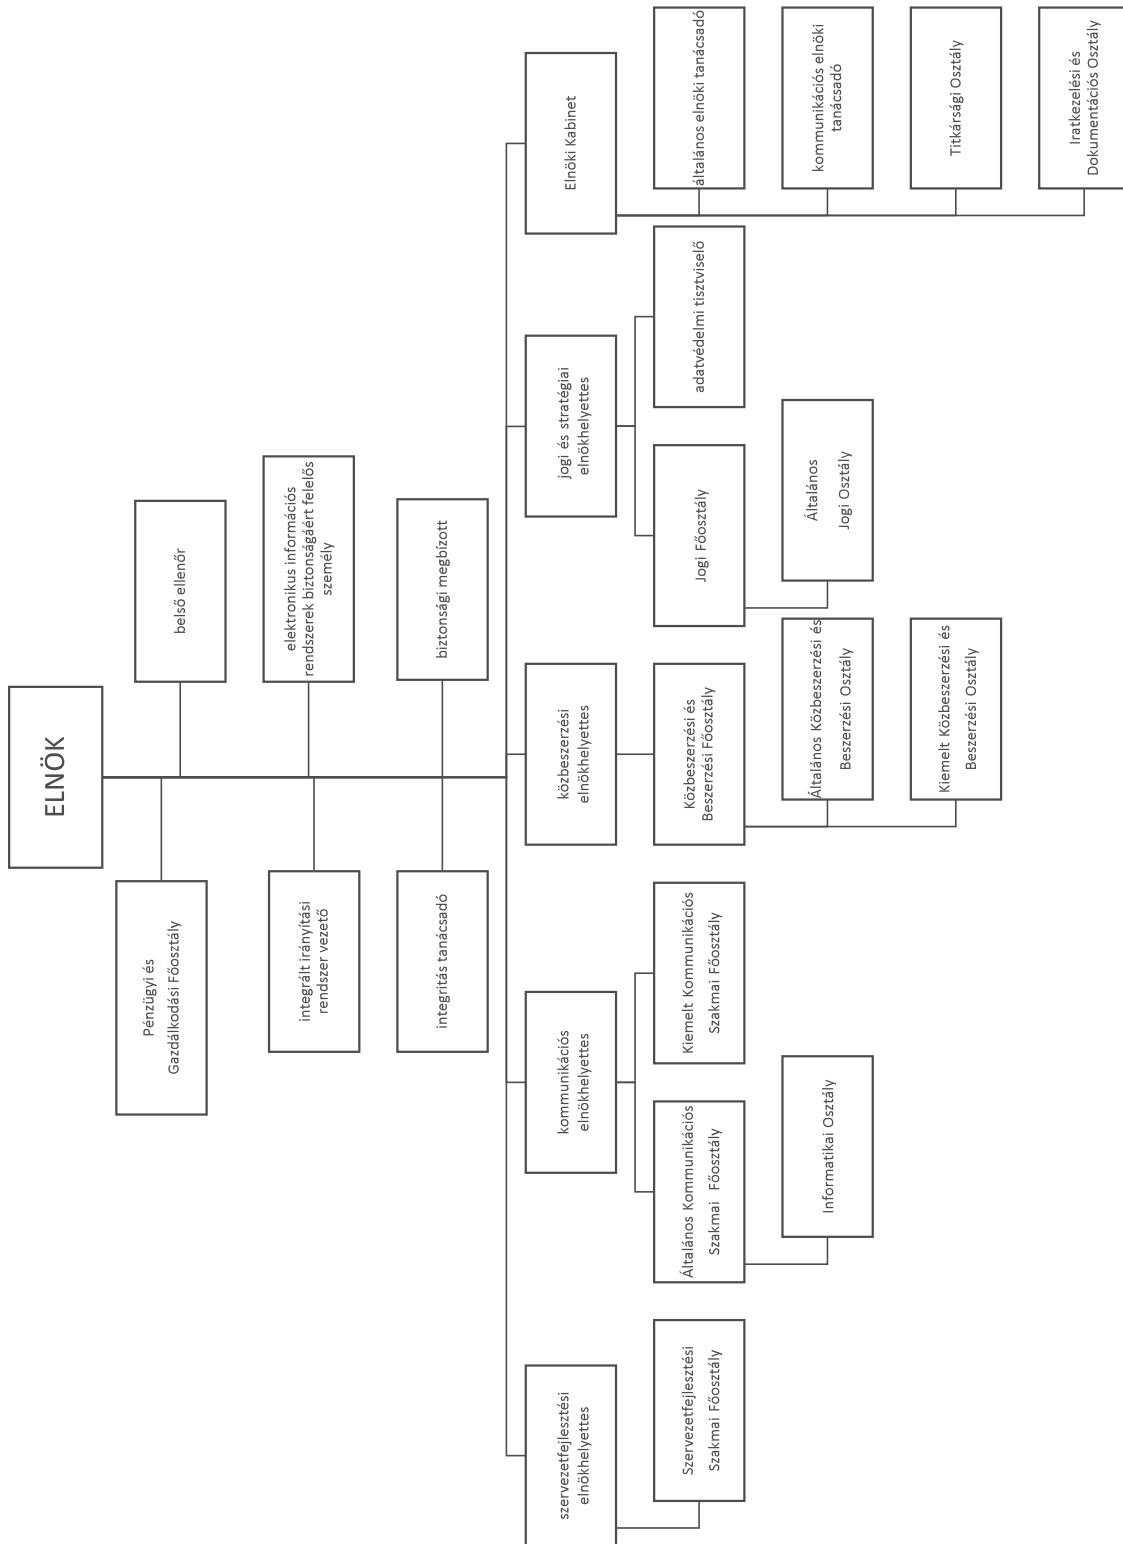 ELNÖK
Pénzügyi és
Gazdálkodási Főosztály
belső ellenőr
integrált irányítási
rendszer vezető
elektronikus információs
rendszerek biztonságáért felelős
személy
integritás tanácsadó
biztonsági megbízott
szervezetfejlesztési
elnökhelyettes
kommunikációs
elnökhelyettes
közbeszerzési
elnökhelyettes
jogi és stratégiai
elnökhelyettes
Elnöki Kabinet
Szervezetfejlesztési
Szakmai Főosztály
Általános Kommunikációs
Szakmai Főosztály
Kiemelt Kommunikációs
Szakmai Főosztály
Közbeszerzési és
Beszerzési Főosztály
Jogi Főosztály
adatvédelmi tisztviselő
általános elnöki tanácsadó
Informatikai Osztály
Általános Közbeszerzési és
Beszerzési Osztály
Általános
Jogi Osztály
kommunikációs elnöki
tanácsadó
Kiemelt Közbeszerzési és
Beszerzési Osztály
Titkársági Osztály
Iratkezelési és
Dokumentációs Osztály